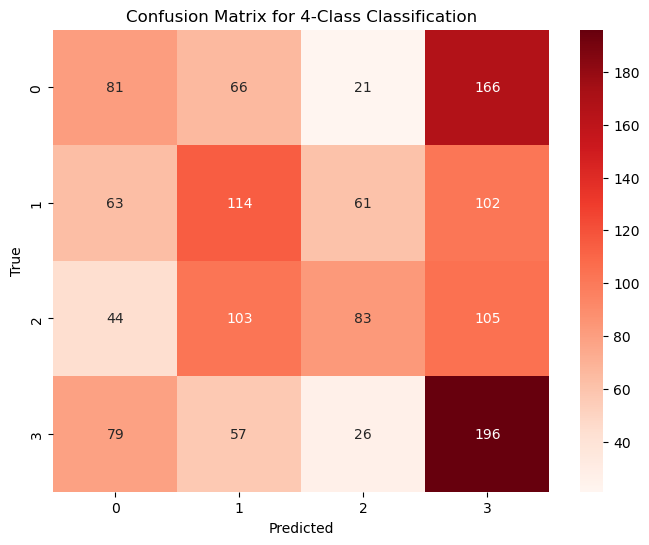 Confusion Matrix for 4-Class Classification
0 81 66 21 166
1 63 114 61 102
2 44 103 83 105
3 79 57 26 196
0 1 2 3
True
Predicted
180
160
140
120
100
80
60
40